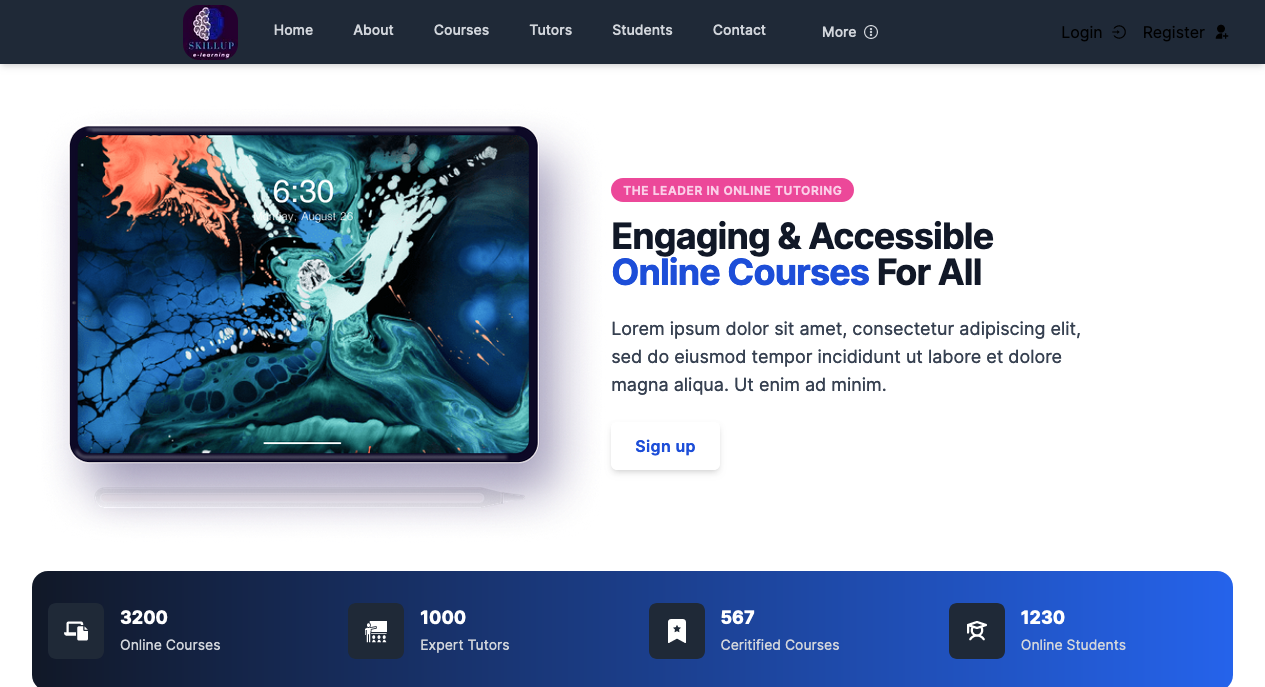 SKILLUP
e-learning
Home About Courses Tutors Students Contact More Login Register
6:30
day, August 26
THE LEADER IN ONLINE TUTORING
Engaging & Accessible
Online Courses For All
Lorem ipsum dolor sit amet, consectetur adipiscing elit,
sed do eiusmod tempor incididunt ut labore et dolore
magna aliqua. Ut enim ad minim.
Sign up
3200
Online Courses
1000
Expert Tutors
567
Ceritified Courses
1230
Online Students